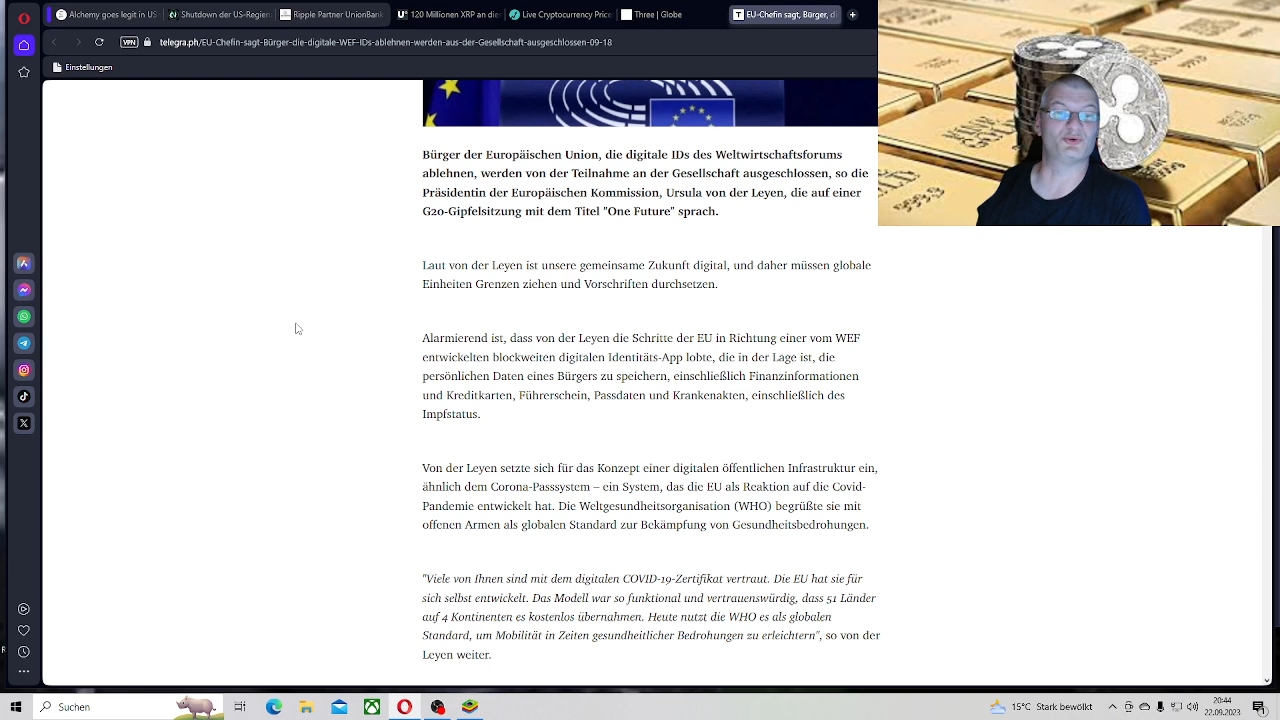 Alchemy goes legit in US
Shutdown der US-Regieru
Ripple Partner UnionBank
120 Millionen XRP an die
Live Cryptocurrency Price
Three | Globe
EU-Chefin sagt, Bürger, di
VPN
telegra.ph/EU-Chefin-sagt-Bürger-die-digitale-WEF-IDs-ablehnen-werden-aus-der-Gesellschaft-ausgeschlossen-09-18
Einstellungen
Bürger der Europäischen Union, die digitale IDs des Weltwirtschaftsforums
ablehnen, werden von der Teilnahme an der Gesellschaft ausgeschlossen, so die
Präsidentin der Europäischen Kommission, Ursula von der Leyen, die auf einer
G20-Gipfelsitzung mit dem Titel "One Future" sprach.
Laut von der Leyen ist unsere gemeinsame Zukunft digital, und daher müssen globale
Einheiten Grenzen ziehen und Vorschriften durchsetzen.
Alarmierend ist, dass von der Leyen die Schritte der EU in Richtung einer vom WEF
entwickelten blockweiten digitalen Identitäts-App lobte, die in der Lage ist, die
persönlichen Daten eines Bürgers zu speichern, einschließlich Finanzinformationen
und Kreditkarten, Führerschein, Passdaten und Krankenakten, einschließlich des
Impfstatus.
Von der Leyen setzte sich für das Konzept einer digitalen öffentlichen Infrastruktur ein,
ähnlich dem Corona-Passsystem – ein System, das die EU als Reaktion auf die Covid-
Pandemie entwickelt hat. Die Weltgesundheitsorganisation (WHO) begrüßte sie mit
offenen Armen als globalen Standard zur Bekämpfung von Gesundheitsbedrohungen.
"Viele von Ihnen sind mit dem digitalen COVID-19-Zertifikat vertraut. Die EU hat sie für
sich selbst entwickelt. Das Modell war so funktional und vertrauenswürdig, dass 51 Länder
auf 4 Kontinenten es kostenlos übernahmen. Heute nutzt die WHO es als globalen
Standard, um Mobilität in Zeiten gesundheitlicher Bedrohungen zu erleichtern", so von der
Leyen weiter.
Suchen
15°C Stark bewölkt
20:44
22.09.2023